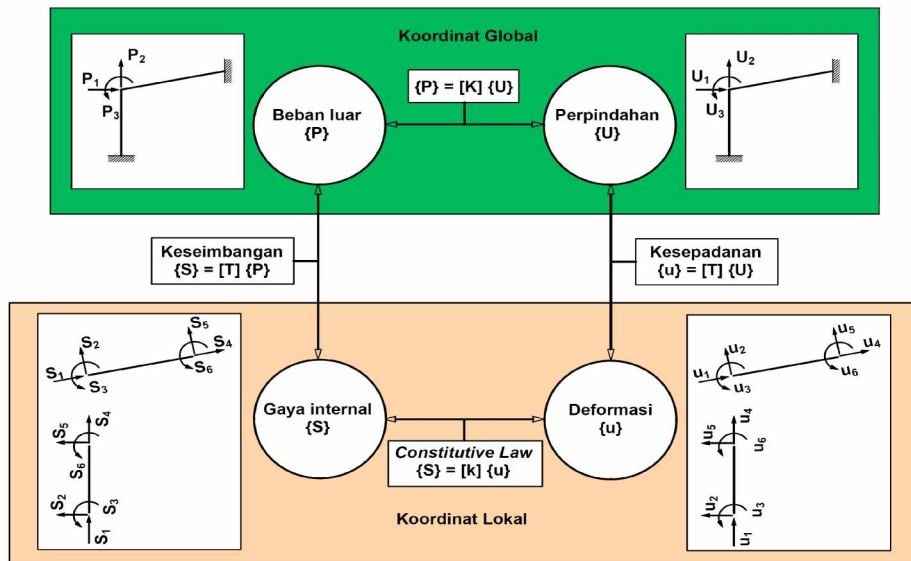 Koordinat Global
P₂
P₁
P₃
Beban luar
{P}
{P} = [K] {U}
Perpindahan
{U}
U₂
U₁
U₃
Keseimbangan
{S} = [T] {P}
Kesepadanan
{u} = [T] {U}
S₅
S₂
S₄
S₁
S₃
S₆
S₄
S₅
S₆
S₂
S₃
S₁
Gaya internal
{S}
Constitutive Law
{S} = [k] {u}
Deformasi
{u}
u₅
u₂
u₄
u₁
u₃
u₆
u₄
u₅
u₆
u₂
u₃
u₁
Koordinat Lokal